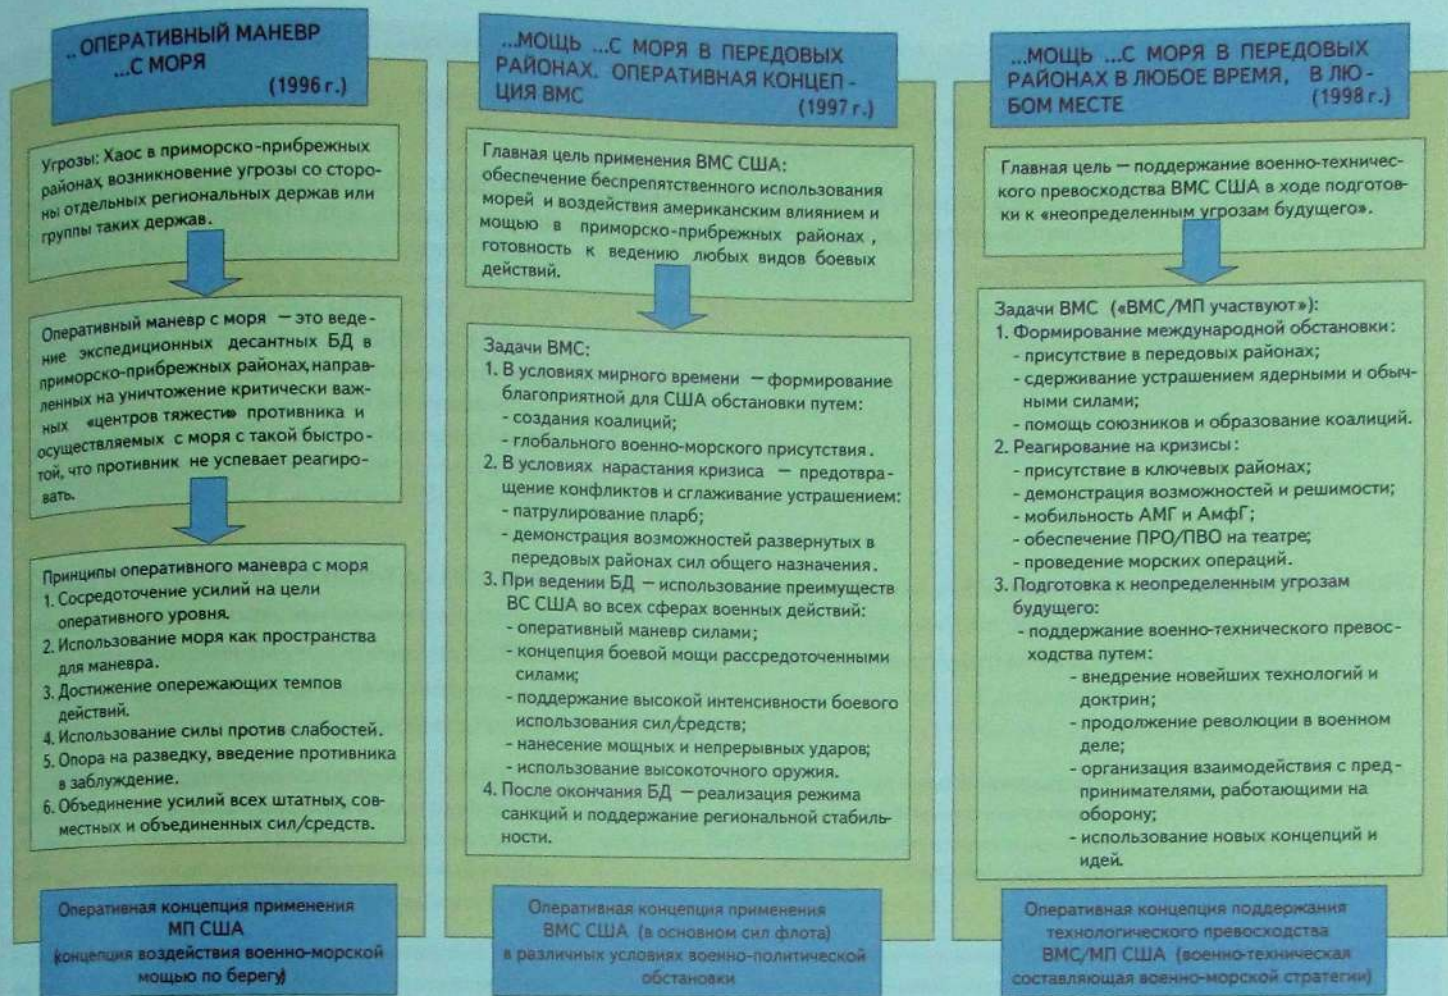 .. ОПЕРАТИВНЫЙ МАНЕВР
...С МОРЯ
(1996 г.)
Угрозы: Хаос в приморско-прибрежных
районах, возникновение угрозы со сторо-
ны отдельных региональных держав или
группы таких держав.
Оперативный маневр с моря — это веде-
ние экспедиционных десантных БД в
приморско-прибрежных районах, направ-
ленных на уничтожение критически важ-
ных «центров тяжести» противника и
осуществляемых с моря с такой быстро-
той, что противник не успевает реагиро-
вать.
Принципы оперативного маневра с моря
1. Сосредоточение усилий на цели
оперативного уровня.
2. Использование моря как пространства
для маневра.
3. Достижение опережающих темпов
действий.
4. Использование силы против слабостей.
5. Опора на разведку, введение противника
в заблуждение.
6. Объединение усилий всех штатных, сов-
местных и объединенных сил/средств.
Оперативная концепция применения
МП США
(концепция воздействия военно-морской
мощью по берегу)
...МОЩЬ ...С МОРЯ В ПЕРЕДОВЫХ
РАЙОНАХ. ОПЕРАТИВНАЯ КОНЦЕП -
ЦИЯ ВМС
(1997 г.)
Главная цель применения ВМС США:
обеспечение беспрепятственного использования
морей и воздействия американским влиянием и
мощью в приморско-прибрежных районах ,
готовность к ведению любых видов боевых
действий.
Задачи ВМС:
1. В условиях мирного времени — формирование
благоприятной для США обстановки путем:
- создания коалиций;
- глобального военно-морского присутствия.
2. В условиях нарастания кризиса — предотвра-
щение конфликтов и сглаживание устрашением:
- патрулирование пларб;
- демонстрация возможностей развернутых в
передовых районах сил общего назначения.
3. При ведении БД — использование преимуществ
ВС США во всех сферах военных действий:
- оперативный маневр силами;
- концепция боевой мощи рассредоточенными
силами;
- поддержание высокой интенсивности боевого
использования сил/средств;
- нанесение мощных и непрерывных ударов;
- использование высокоточного оружия.
4. После окончания БД — реализация режима
санкций и поддержание региональной стабиль-
ности.
Оперативная концепция применения
ВМС США (в основном сил флота)
в различных условиях военно-политической
обстановки
...МОЩЬ ...С МОРЯ В ПЕРЕДОВЫХ
РАЙОНАХ В ЛЮБОЕ ВРЕМЯ, В ЛЮ -
БОМ МЕСТЕ
(1998 г.)
Главная цель — поддержание военно-техничес-
кого превосходства ВМС США в ходе подготов-
ки к «неопределенным угрозам будущего».
Задачи ВМС («ВМС/МП участвуют»):
1. Формирование международной обстановки:
- присутствие в передовых районах;
- сдерживание устрашением ядерными и обыч-
ными силами;
- помощь союзников и образование коалиций.
2. Реагирование на кризисы:
- присутствие в ключевых районах;
- демонстрация возможностей и решимости;
- мобильность АМГ и АмфГ;
- обеспечение ПРО/ПВО на театре;
- проведение морских операций.
3. Подготовка к неопределенным угрозам
будущего:
- поддержание военно-технического превос-
ходства путем:
- внедрение новейших технологий и
доктрин;
- продолжение революции в военном
деле;
- организация взаимодействия с пред-
принимателями, работающими на
оборону;
- использование новых концепций и
идей.
Оперативная концепция поддержания
технологического превосходства
ВМС/МП США (военно-техническая
составляющая военно-морской стратегии)